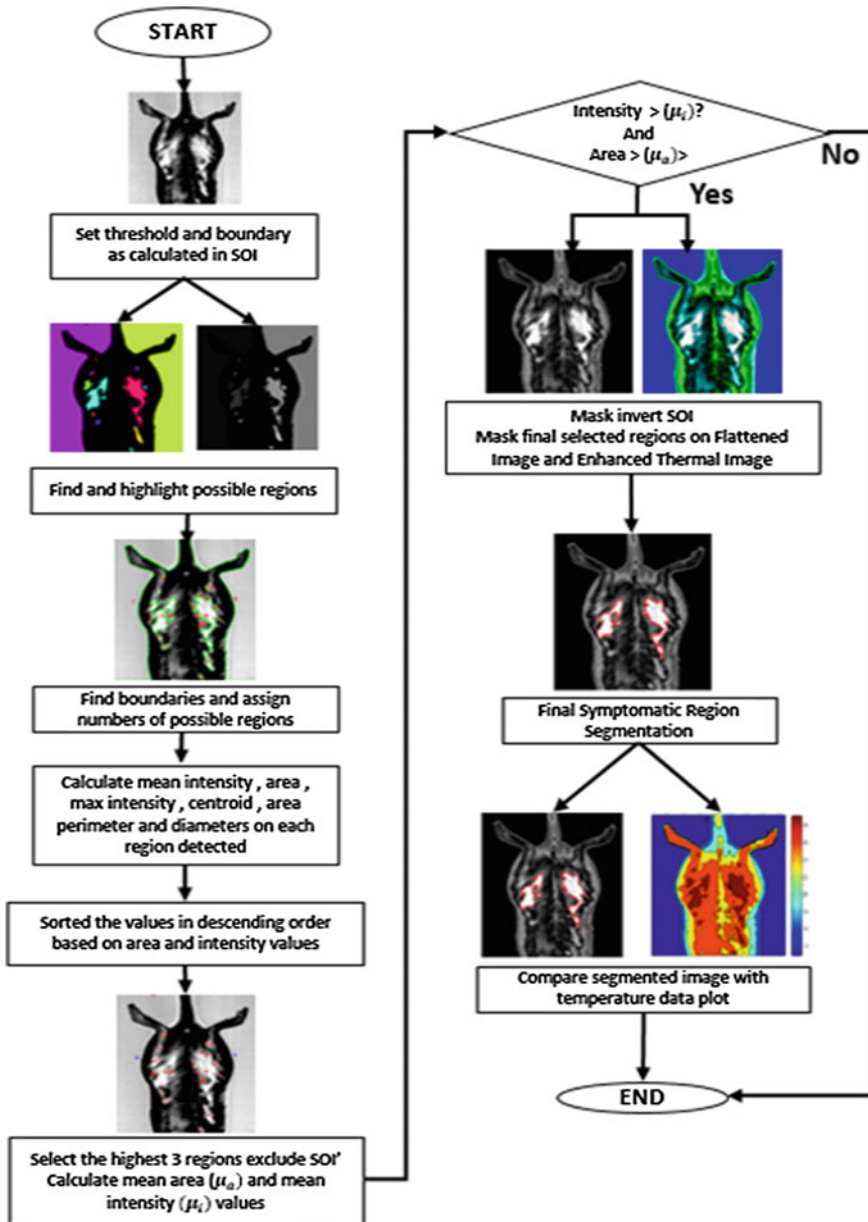 START
Set threshold and boundary
as calculated in SOI
Find and highlight possible regions
Find boundaries and assign
numbers of possible regions
Calculate mean intensity , area ,
max intensity , centroid , area
perimeter and diameters on each
region detected
Sorted the values in descending order
based on area and intensity values
Select the highest 3 regions exclude SOI'
Calculate mean area (μₐ) and mean
intensity (μᵢ) values
Intensity > (μᵢ)?
And
Area > (μₐ)>
No
Yes
Mask invert SOI
Mask final selected regions on Flattened
Image and Enhanced Thermal Image
Final Symptomatic Region
Segmentation
Compare segmented image with
temperature data plot
END